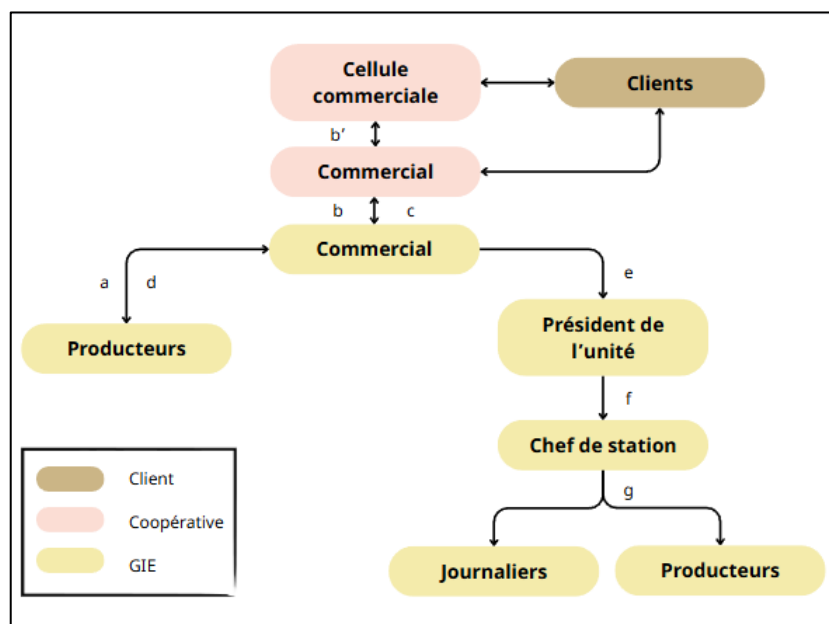 Cellule
commerciale
Clients
b’
Commercial
b c
Commercial
a d
e
Producteurs
Président de
l’unité
f
Chef de station
g
Journaliers
Producteurs
Client
Coopérative
GIE